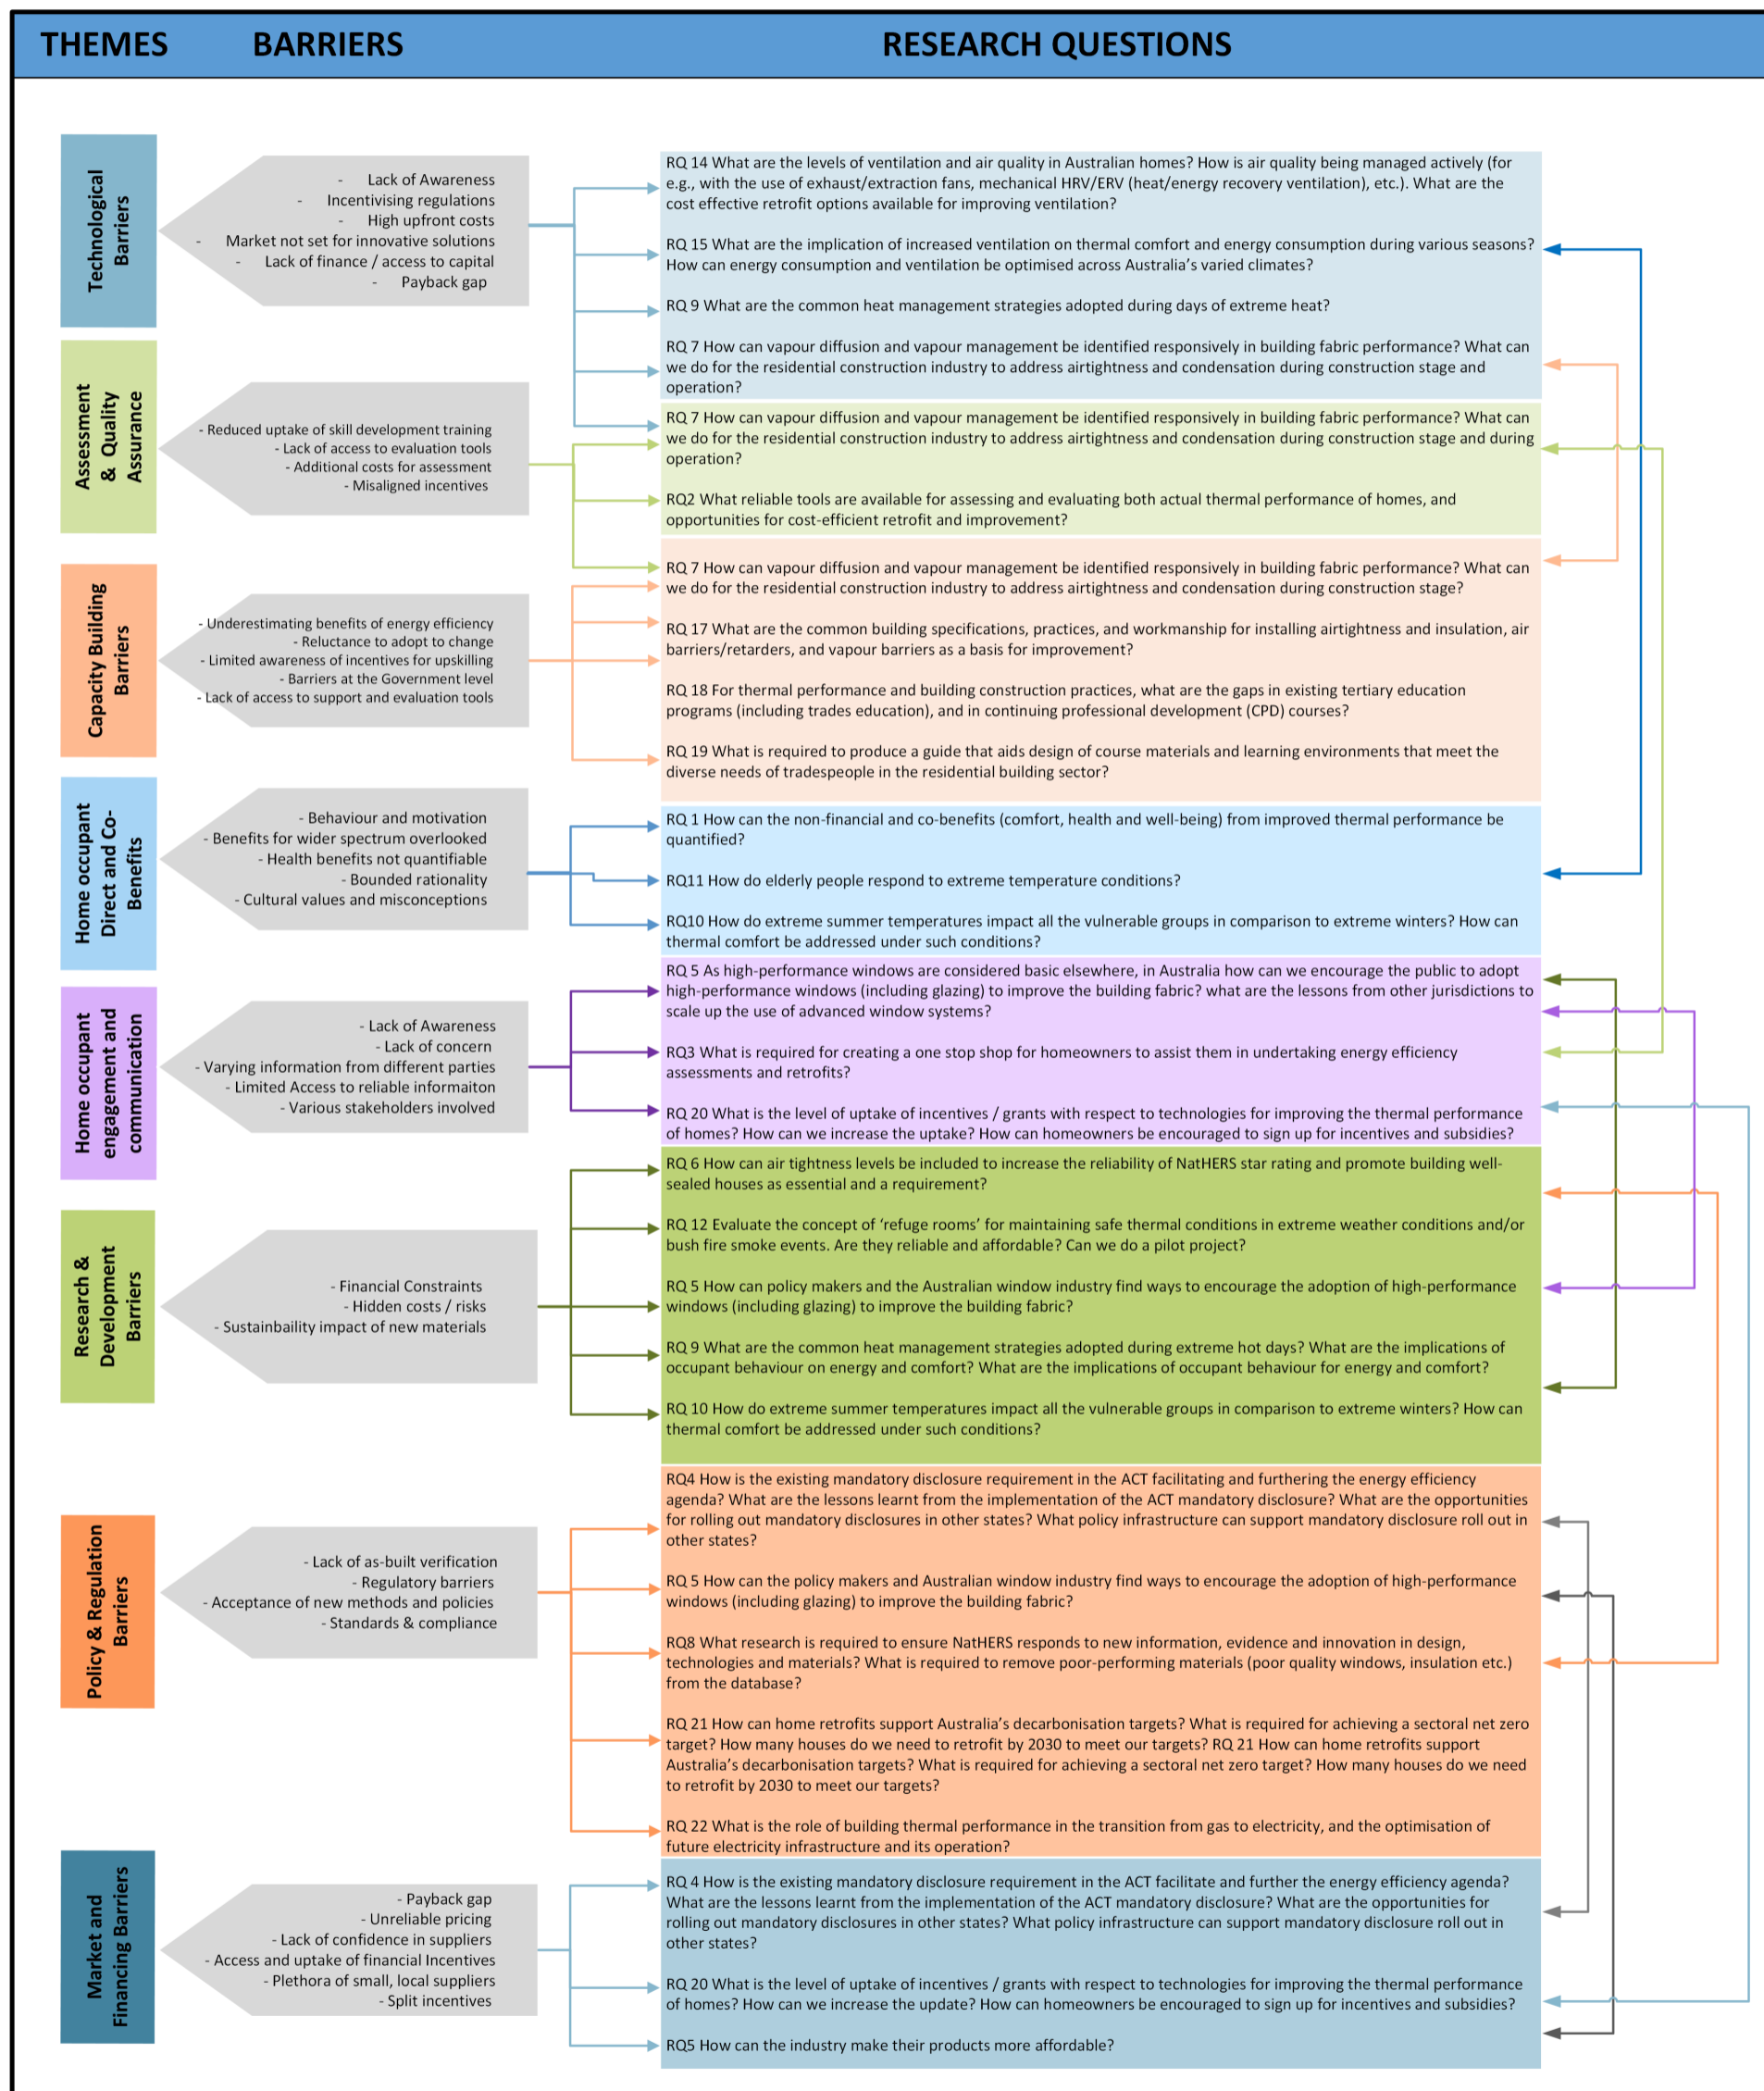 THEMES BARRIERS RESEARCH QUESTIONS
Technological
Barriers
- Lack of Awareness
- Incentivising regulations
- High upfront costs
- Market not set for innovative solutions
- Lack of finance / access to capital
- Payback gap
RQ 14 What are the levels of ventilation and air quality in Australian homes? How is air quality being managed actively (for
e.g., with the use of exhaust/extraction fans, mechanical HRV/ERV (heat/energy recovery ventilation), etc.). What are the
cost effective retrofit options available for improving ventilation?
RQ 15 What are the implication of increased ventilation on thermal comfort and energy consumption during various seasons?
How can energy consumption and ventilation be optimised across Australia's varied climates?
RQ 9 What are the common heat management strategies adopted during days of extreme heat?
RQ 7 How can vapour diffusion and vapour management be identified responsively in building fabric performance? What can
we do for the residential construction industry to address airtightness and condensation during construction stage and
operation?
Assessment
& Quality
Assurance
- Reduced uptake of skill development training
- Lack of access to evaluation tools
- Additional costs for assessment
- Misaligned incentives
RQ 7 How can vapour diffusion and vapour management be identified responsively in building fabric performance? What can
we do for the residential construction industry to address airtightness and condensation during construction stage and during
operation?
RQ2 What reliable tools are available for assessing and evaluating both actual thermal performance of homes, and
opportunities for cost-efficient retrofit and improvement?
Capacity Building
Barriers
- Underestimating benefits of energy efficiency
- Reluctance to adopt to change
- Limited awareness of incentives for upskilling
- Barriers at the Government level
- Lack of access to support and evaluation tools
RQ 7 How can vapour diffusion and vapour management be identified responsively in building fabric performance? What can
we do for the residential construction industry to address airtightness and condensation during construction stage?
RQ 17 What are the common building specifications, practices, and workmanship for installing airtightness and insulation, air
barriers/retarders, and vapour barriers as a basis for improvement?
RQ 18 For thermal performance and building construction practices, what are the gaps in existing tertiary education
programs (including trades education), and in continuing professional development (CPD) courses?
RQ 19 What is required to produce a guide that aids design of course materials and learning environments that meet the
diverse needs of tradespeople in the residential building sector?
Home occupant
Direct and Co-
Benefits
- Behaviour and motivation
- Benefits for wider spectrum overlooked
- Health benefits not quantifiable
- Bounded rationality
- Cultural values and misconceptions
RQ 1 How can the non-financial and co-benefits (comfort, health and well-being) from improved thermal performance be
quantified?
RQ11 How do elderly people respond to extreme temperature conditions?
RQ10 How do extreme summer temperatures impact all the vulnerable groups in comparison to extreme winters? How can
thermal comfort be addressed under such conditions?
Home occupant
engagement and
communication
- Lack of Awareness
- Lack of concern
- Varying information from different parties
- Limited Access to reliable informaiton
- Various stakeholders involved
RQ 5 As high-performance windows are considered basic elsewhere, in Australia how can we encourage the public to adopt
high-performance windows (including glazing) to improve the building fabric? what are the lessons from other jurisdictions to
scale up the use of advanced window systems?
RQ3 What is required for creating a one stop shop for homeowners to assist them in undertaking energy efficiency
assessments and retrofits?
RQ 20 What is the level of uptake of incentives / grants with respect to technologies for improving the thermal performance
of homes? How can we increase the uptake? How can homeowners be encouraged to sign up for incentives and subsidies?
Research &
Development
Barriers
- Financial Constraints
- Hidden costs / risks
- Sustainbaility impact of new materials
RQ 6 How can air tightness levels be included to increase the reliability of NatHERS star rating and promote building well-
sealed houses as essential and a requirement?
RQ 12 Evaluate the concept of 'refuge rooms' for maintaining safe thermal conditions in extreme weather conditions and/or
bush fire smoke events. Are they reliable and affordable? Can we do a pilot project?
RQ 5 How can policy makers and the Australian window industry find ways to encourage the adoption of high-performance
windows (including glazing) to improve the building fabric?
RQ 9 What are the common heat management strategies adopted during extreme hot days? What are the implications of
occupant behaviour on energy and comfort? What are the implications of occupant behaviour for energy and comfort?
RQ 10 How do extreme summer temperatures impact all the vulnerable groups in comparison to extreme winters? How can
thermal comfort be addressed under such conditions?
Policy & Regulation
Barriers
- Lack of as-built verification
- Regulatory barriers
- Acceptance of new methods and policies
- Standards & compliance
RQ4 How is the existing mandatory disclosure requirement in the ACT facilitating and furthering the energy efficiency
agenda? What are the lessons learnt from the implementation of the ACT mandatory disclosure? What are the opportunities
for rolling out mandatory disclosures in other states? What policy infrastructure can support mandatory disclosure roll out in
other states?
RQ 5 How can the policy makers and Australian window industry find ways to encourage the adoption of high-performance
windows (including glazing) to improve the building fabric?
RQ8 What research is required to ensure NatHERS responds to new information, evidence and innovation in design,
technologies and materials? What is required to remove poor-performing materials (poor quality windows, insulation etc.)
from the database?
RQ 21 How can home retrofits support Australia's decarbonisation targets? What is required for achieving a sectoral net zero
target? How many houses do we need to retrofit by 2030 to meet our targets? RQ 21 How can home retrofits support
Australia's decarbonisation targets? What is required for achieving a sectoral net zero target? How many houses do we need
to retrofit by 2030 to meet our targets?
RQ 22 What is the role of building thermal performance in the transition from gas to electricity, and the optimisation of
future electricity infrastructure and its operation?
Market and
Financing Barriers
- Payback gap
- Unreliable pricing
- Lack of confidence in suppliers
- Access and uptake of financial Incentives
- Plethora of small, local suppliers
- Split incentives
RQ 4 How is the existing mandatory disclosure requirement in the ACT facilitate and further the energy efficiency agenda?
What are the lessons learnt from the implementation of the ACT mandatory disclosure? What are the opportunities for
rolling out mandatory disclosures in other states? What policy infrastructure can support mandatory disclosure roll out in
other states?
RQ 20 What is the level of uptake of incentives / grants with respect to technologies for improving the thermal performance
of homes? How can we increase the update? How can homeowners be encouraged to sign up for incentives and subsidies?
RQ5 How can the industry make their products more affordable?